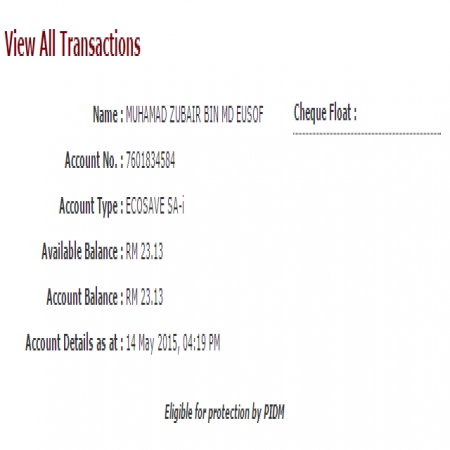 View All Transactions
Name : MUHAMAD ZUBAIR BIN MD EUSOF
Cheque Float :
Account No. : 7601834584
Account Type : ECOSAVE SA-i
Available Balance : RM 23.13
Account Balance : RM 23.13
Account Details as at : 14 May 2015, 04:19 PM
Eligible for protection by PIDM